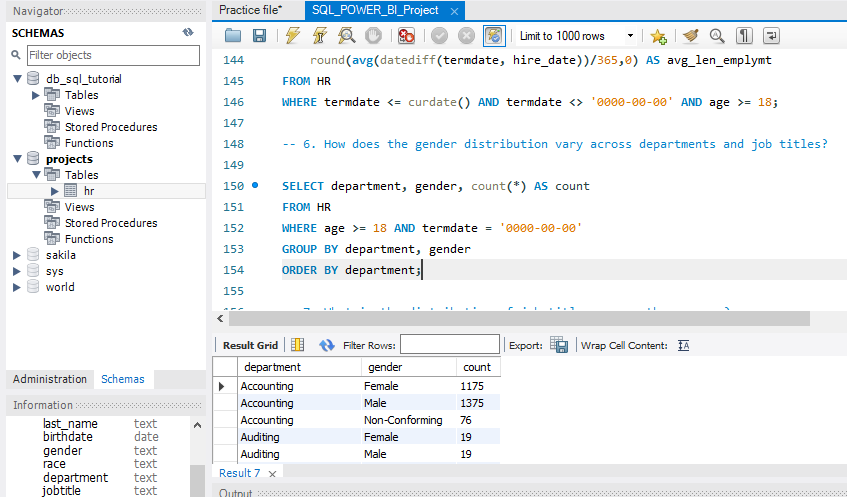 Navigator
SCHEMAS
Filter objects
db_sql_tutorial
Tables
Views
Stored Procedures
Functions
projects
Tables
hr
Views
Stored Procedures
Functions
sakila
sys
world
Administration Schemas
Information
last_name text
birthdate date
gender text
race text
department text
jobtitle text
Practice file* SQL_POWER_BI_Project
Limit to 1000 rows
144 round(avg(datediff(termdate, hire_date))/365,0) AS avg_len_emplymt
145 FROM HR
146 WHERE termdate <= curdate() AND termdate <> '0000-00-00' AND age >= 18;
147
148 -- 6. How does the gender distribution vary across departments and job titles?
149
150 SELECT department, gender, count(*) AS count
151 FROM HR
152 WHERE age >= 18 AND termdate = '0000-00-00'
153 GROUP BY department, gender
154 ORDER BY department;
155
Result Grid Filter Rows: Export: Wrap Cell Content:
department gender count
Accounting Female 1175
Accounting Male 1375
Accounting Non-Conforming 76
Auditing Female 19
Auditing Male 19
Result 7
Output